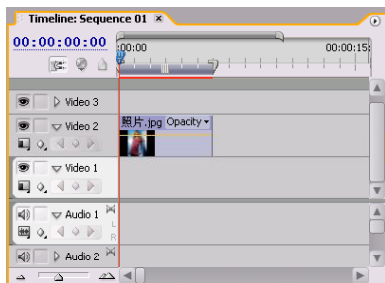 Timeline: Sequence 01
00:00:00:00
:00:00 00:00:15:
Video 3
Video 2
照片.jpg Opacity
Video 1
Audio 1
L
R
Audio 2